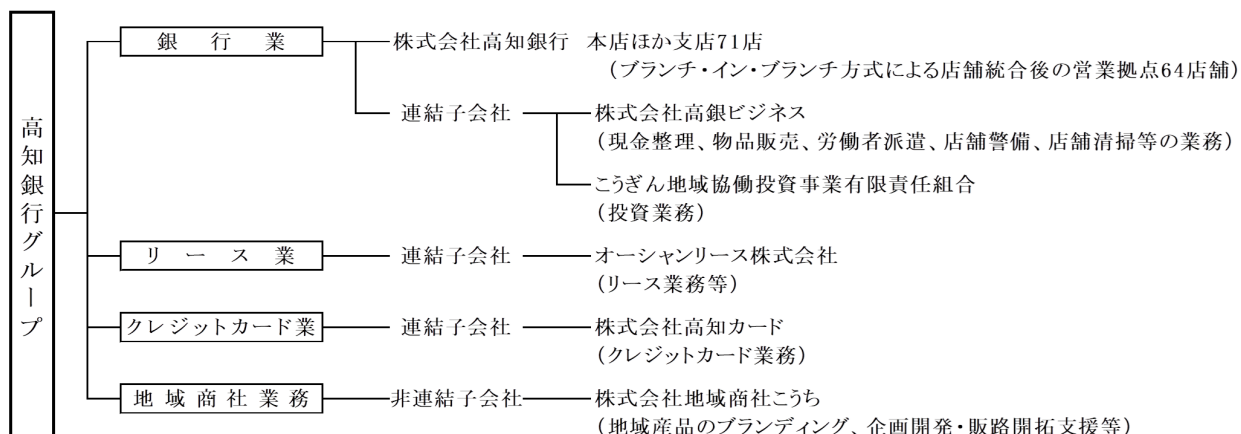 高知銀行グループ
銀行業
株式会社高知銀行 本店ほか支店71店
(ブランチ・イン・ブランチ方式による店舗統合後の営業拠点64店舗)
連結子会社
株式会社高銀ビジネス
(現金整理、物品販売、労働者派遣、店舗警備、店舗清掃等の業務)
こうぎん地域協働投資事業有限責任組合
(投資業務)
リース業
連結子会社
オーシャンリース株式会社
(リース業務等)
クレジットカード業
連結子会社
株式会社高知カード
(クレジットカード業務)
地域商社業務
非連結子会社
株式会社地域商社こうち
(地域産品のブランディング、企画開発・販路開拓支援等)